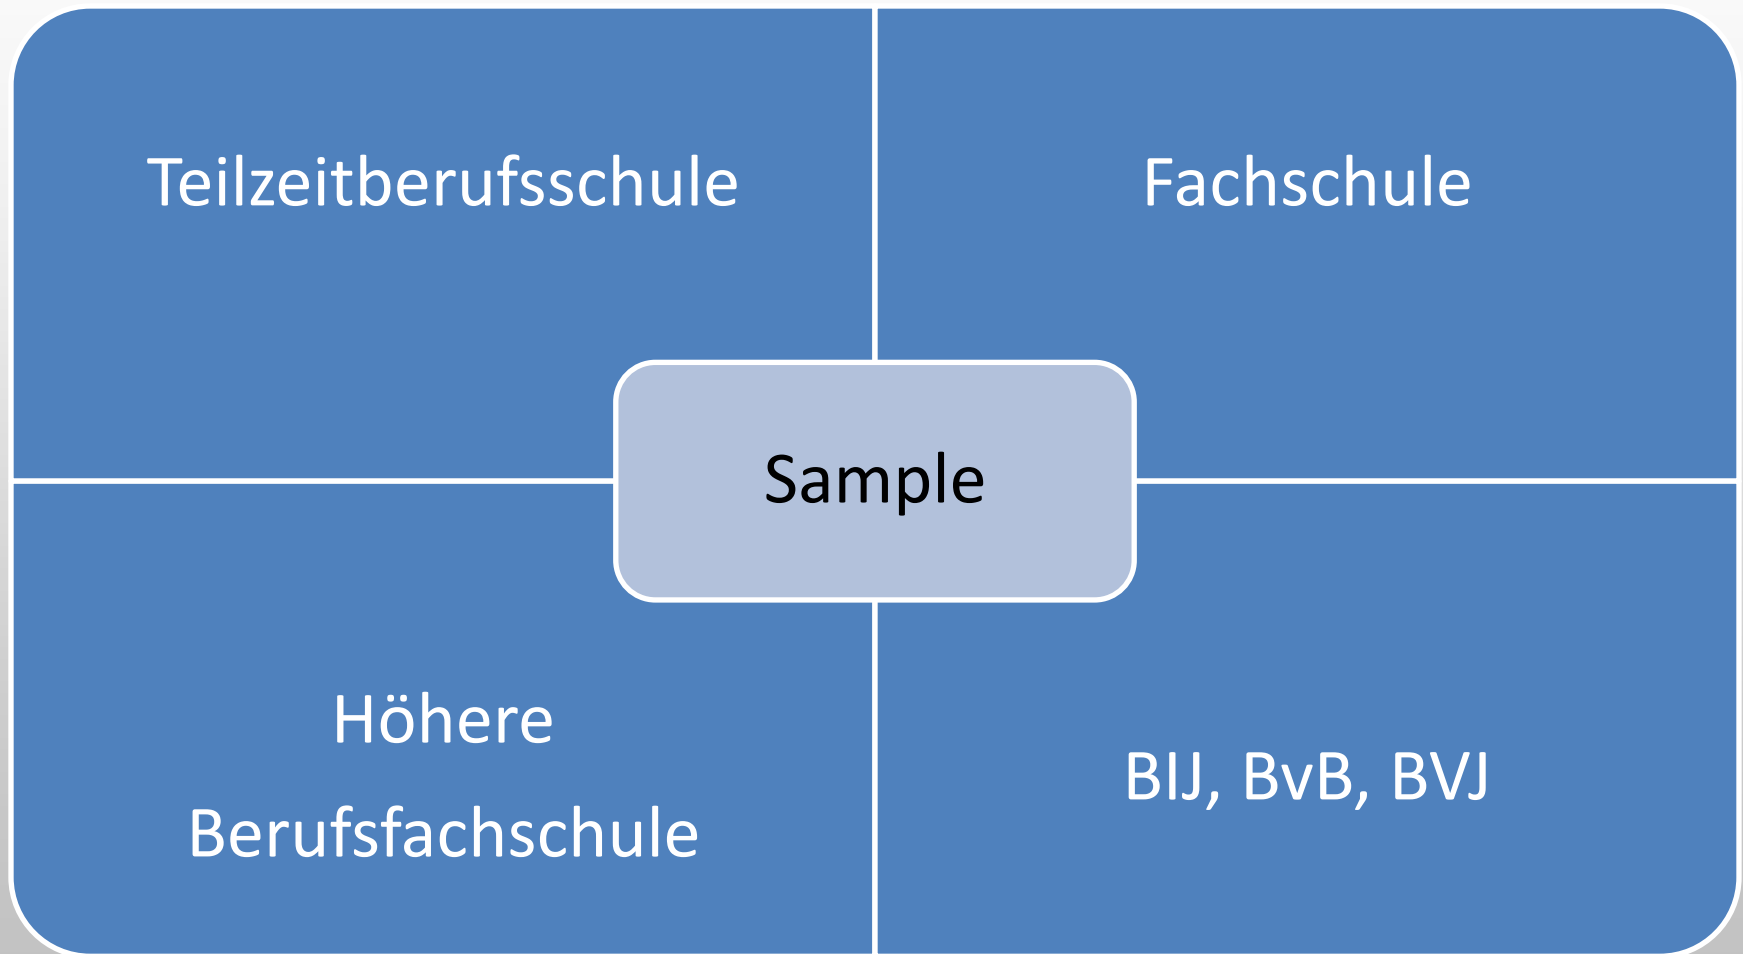 Teilzeitberufsschule
Fachschule
Sample
Höhere
Berufsfachschule
BIJ, BvB, BVJ